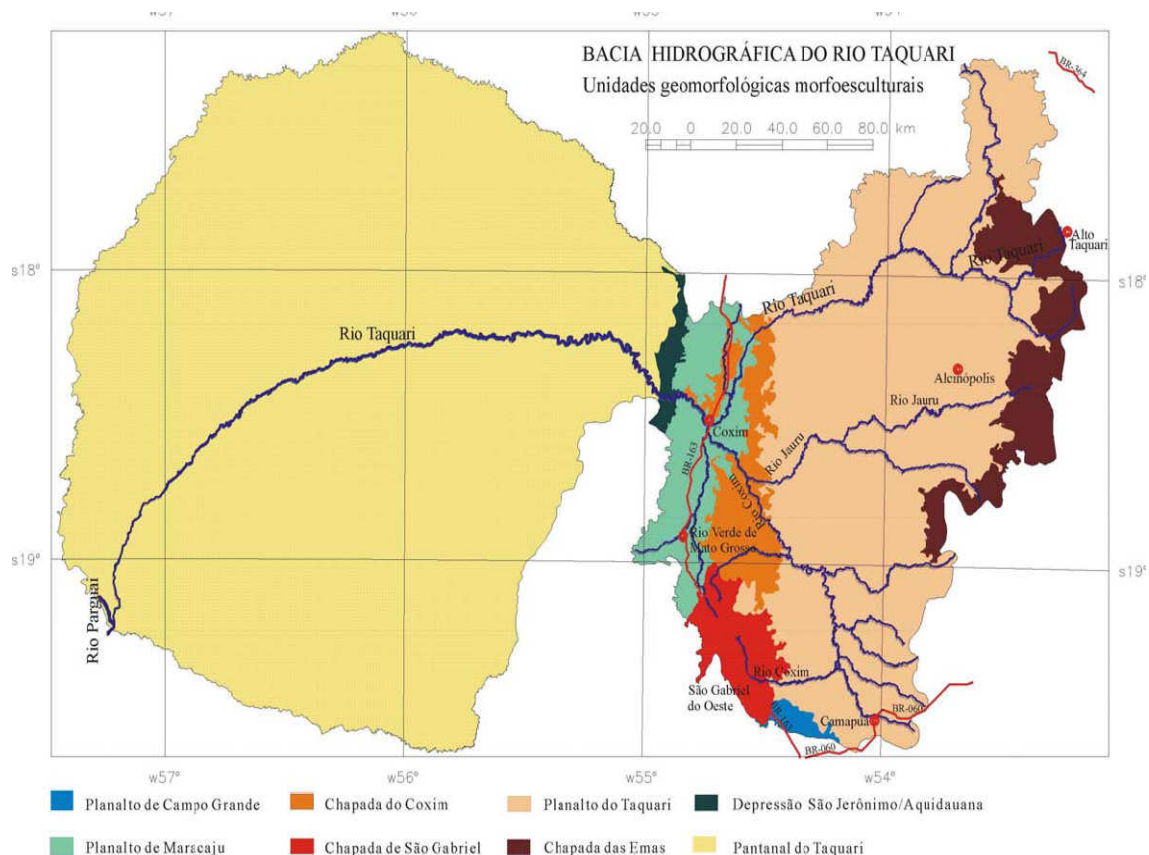 BACIA HIDROGRÁFICA DO RIO TAQUARI
Unidades geomorfológicas morfoesculturais
20.0 0 20.0 40.0 60.0 80.0 km
BR-364
Alto
Taquari
Rio Taquari
s18°
s18°
Rio Taquari
Rio Taquari
Alcinópolis
Rio Jauru
Coxim
Rio Jauru
BR-163
Rio Coxim
Rio Verde de
Mato Grosso
s19°
s19°
Rio Parguai
Rio Coxim
São Gabriel
do Oeste
BR-163
Camapuã
BR-060
BR-060
w57°
w56°
w55°
w54°
Planalto de Campo Grande
Chapada do Coxim
Planalto do Taquari
Depressão São Jerônimo/Aquidauana
Planalto de Maracaju
Chapada de São Gabriel
Chapada das Emas
Pantanal do Taquari